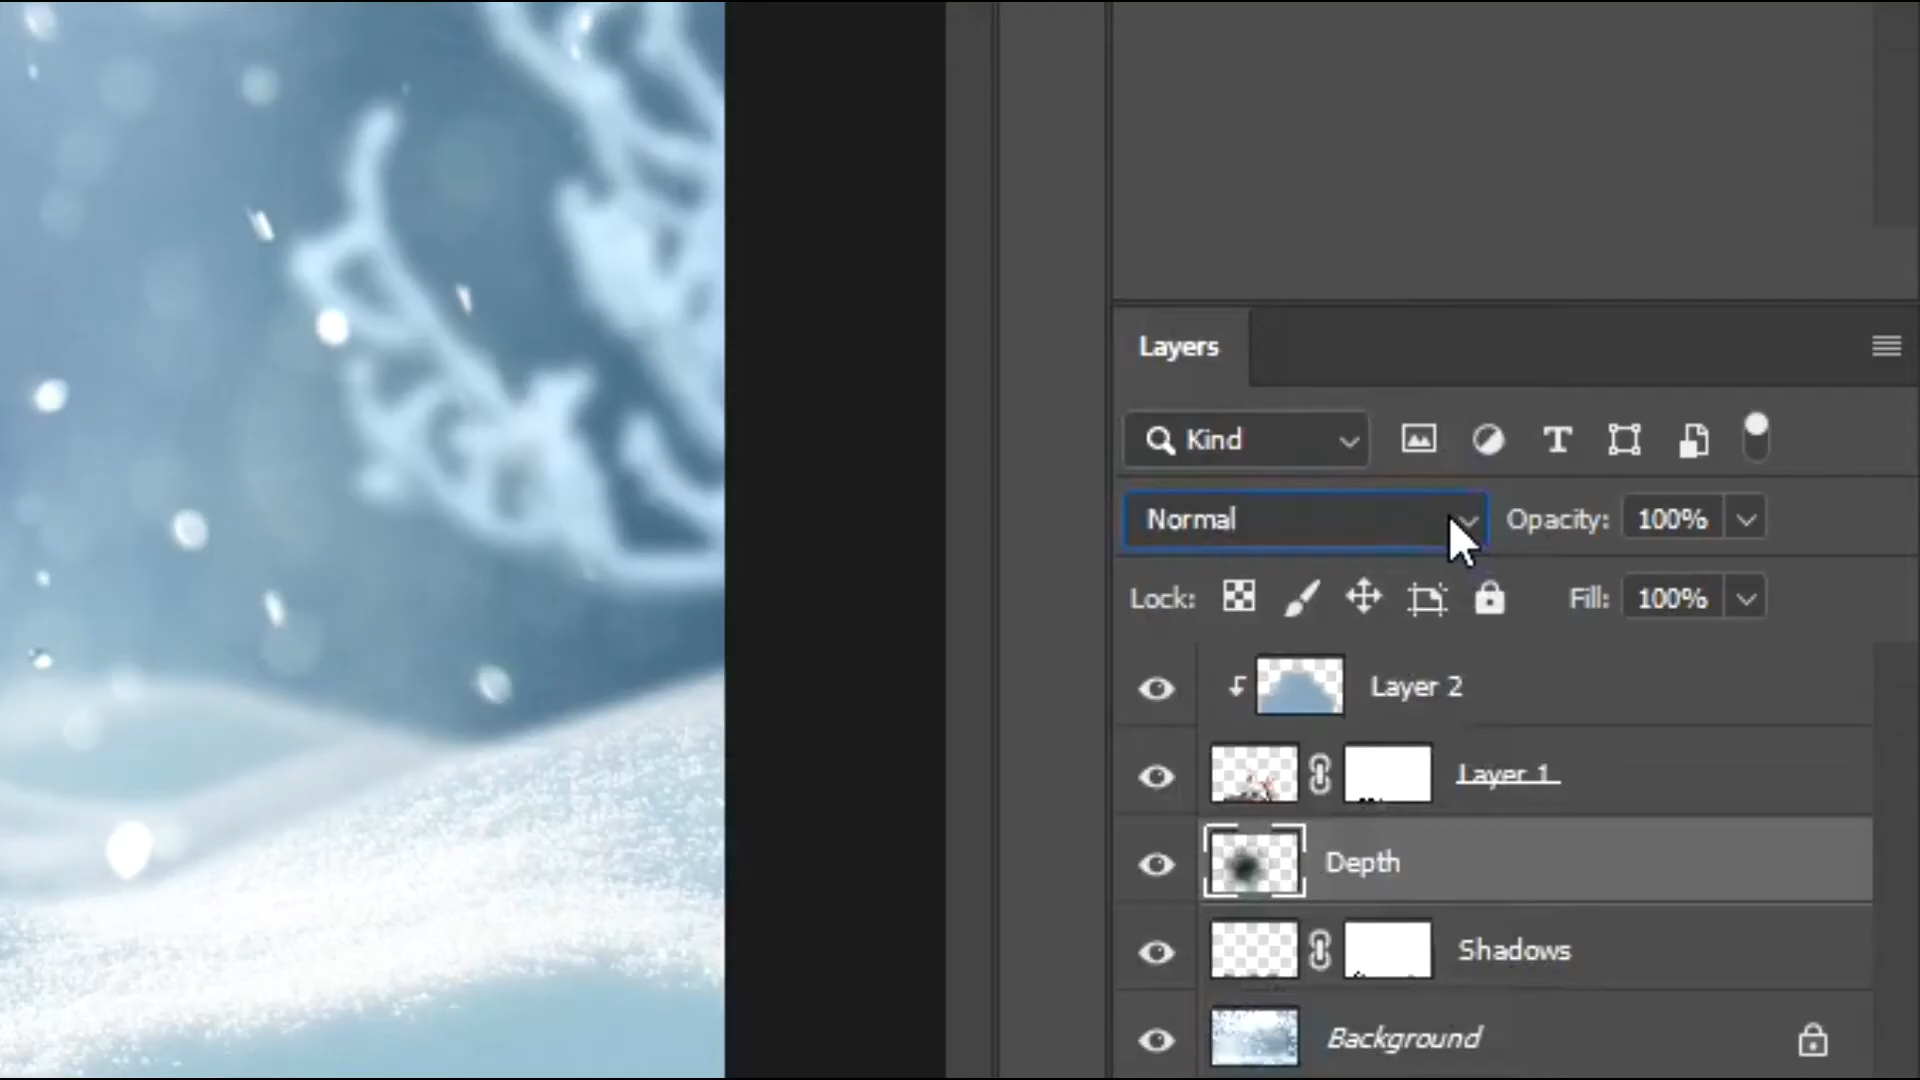 Layers
Kind
Normal Opacity: 100%
Lock: Fill: 100%
Layer 2
Layer 1
Depth
Shadows
Background